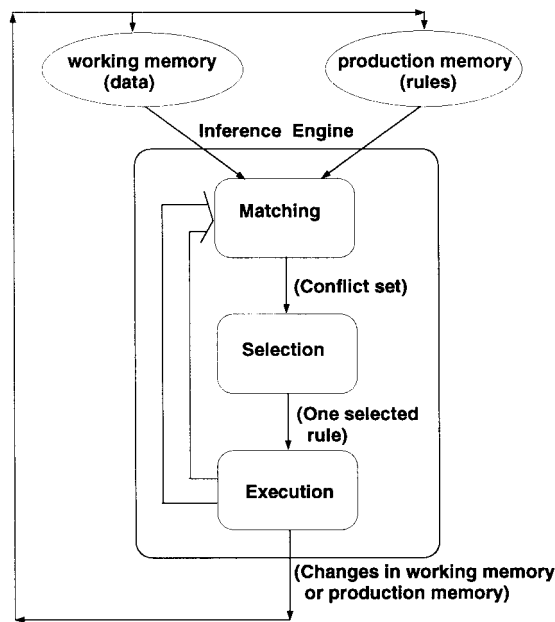 working memory
(data)
production memory
(rules)
Inference Engine
Matching
(Conflict set)
Selection
(One selected
rule)
Execution
(Changes in working memory
or production memory)